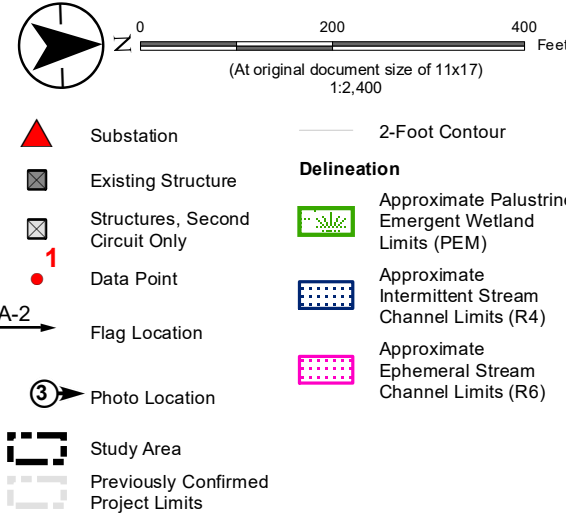 N
0 200 400
Feet
(At original document size of 11x17)
1:2,400
Substation
Existing Structure
Structures, Second
Circuit Only
1
Data Point
A-2
Flag Location
3
Photo Location
Study Area
Previously Confirmed
Project Limits
2-Foot Contour
Delineation
Approximate Palustrine
Emergent Wetland
Limits (PEM)
Approximate
Intermittent Stream
Channel Limits (R4)
Approximate
Ephemeral Stream
Channel Limits (R6)